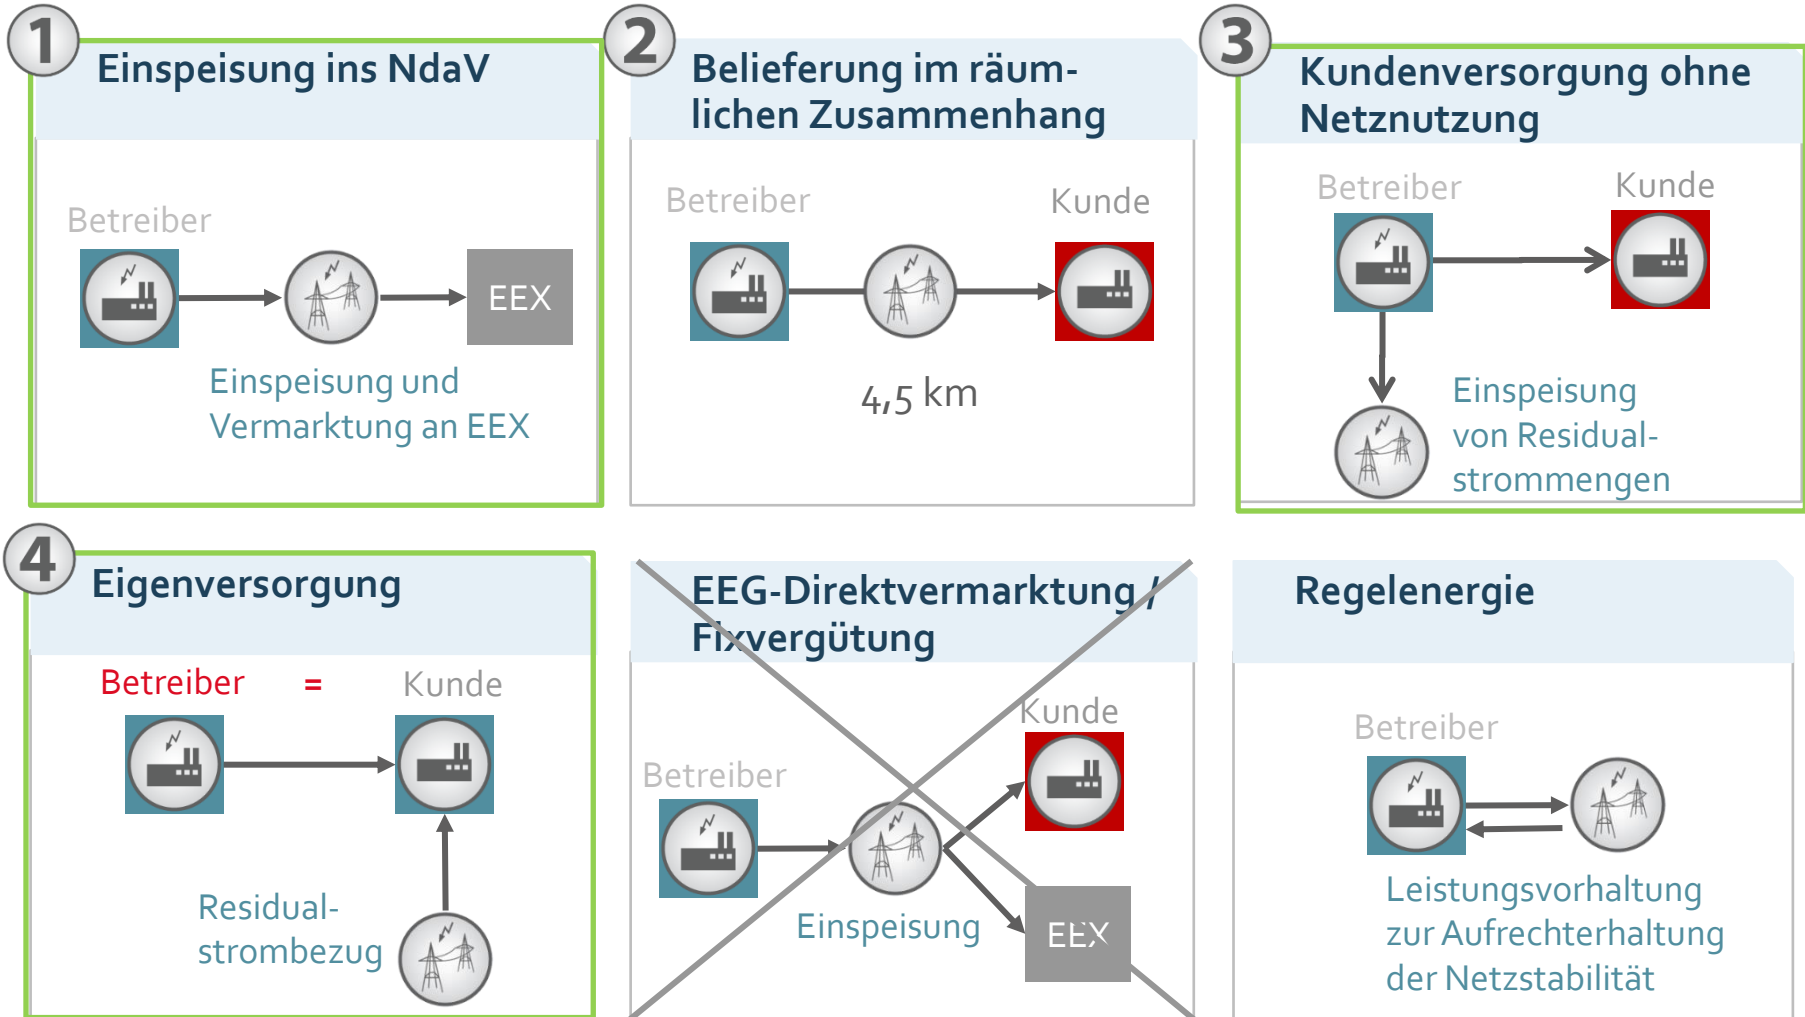 1
Einspeisung ins NdaV
Betreiber
EEX
Einspeisung und
Vermarktung an EEX
2
Belieferung im räum-
lichen Zusammenhang
Betreiber
Kunde
4,5 km
3
Kundenversorgung ohne
Netznutzung
Betreiber
Kunde
Einspeisung
von Residual-
strommengen
4
Eigenversorgung
Betreiber = Kunde
Residual-
strombezug
EEG-Direktvermarktung /
Fixvergütung
Kunde
Betreiber
Einspeisung
EEX
Regelenergie
Betreiber
Leistungsvorhaltung
zur Aufrechterhaltung
der Netzstabilität